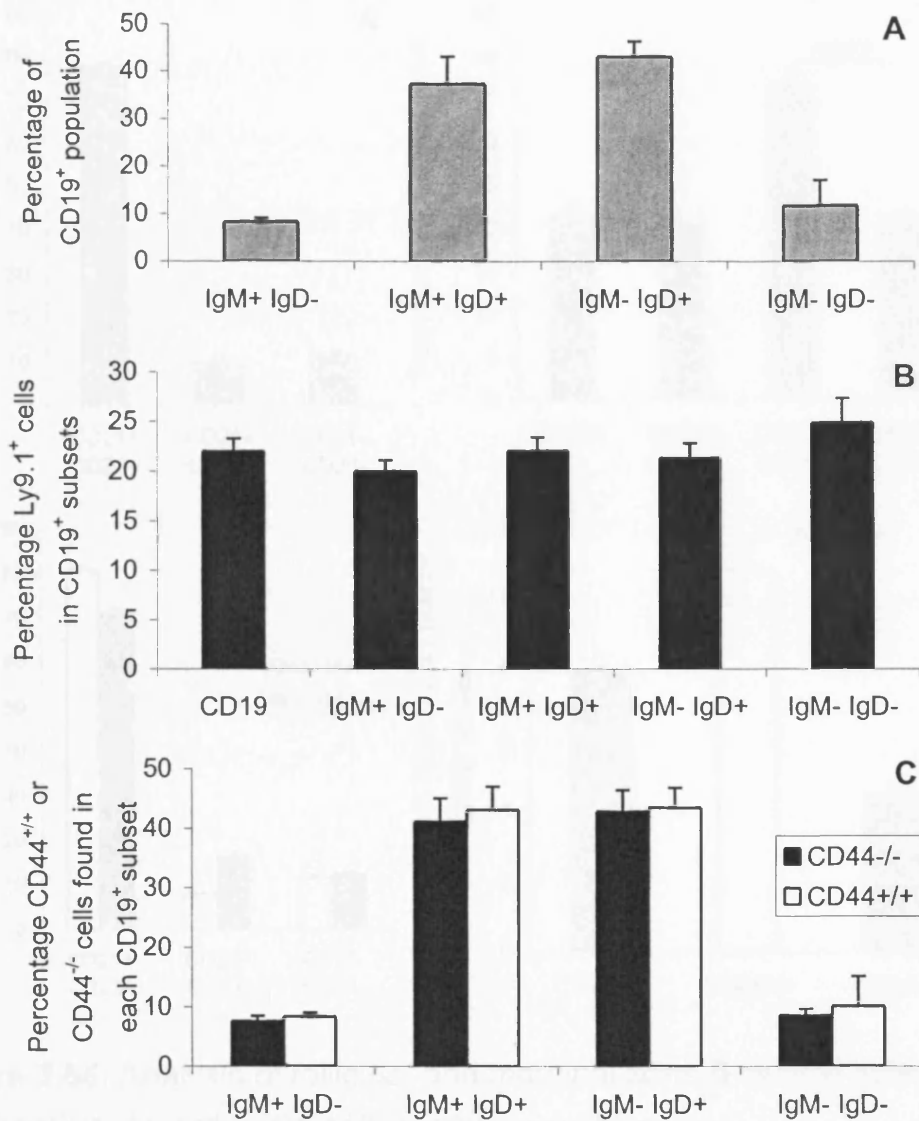 A
Percentage of
CD19+ population
50
40
30
20
10
0
IgM+ IgD-
IgM+ IgD+
IgM- IgD+
IgM- IgD-
B
Percentage Ly9.1+ cells
in CD19+ subsets
30
25
20
15
10
5
0
CD19
IgM+ IgD-
IgM+ IgD+
IgM- IgD+
IgM- IgD-
C
Percentage CD44+/+ or
CD44-/- cells found in
each CD19+ subset
50
40
30
20
10
0
CD44-/-
CD44+/+
IgM+ IgD-
IgM+ IgD+
IgM- IgD+
IgM- IgD-